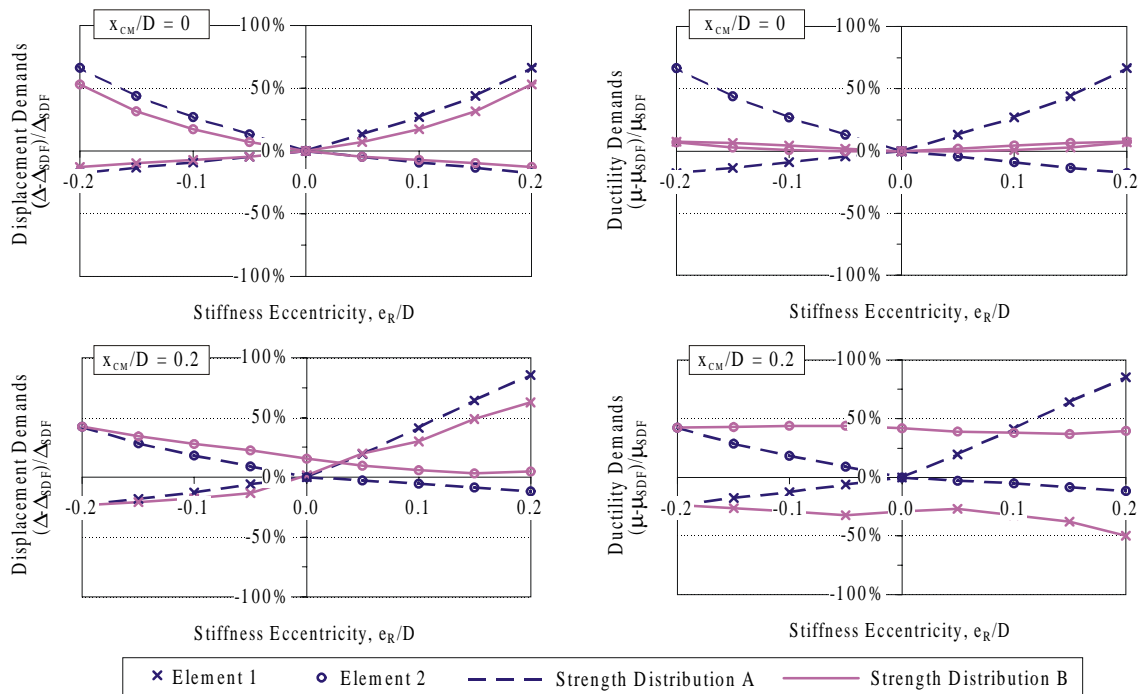 x_CM/D = 0
100%
50%
0%
-50%
-100%
-0.2
-0.1
0.0
0.1
0.2
Displacement Demands
(Δ-Δ_SDF)/Δ_SDF
Stiffness Eccentricity, e_R/D
x_CM/D = 0
100%
50%
0%
-50%
-100%
-0.2
-0.1
0.0
0.1
0.2
Ductility Demands
(μ-μ_SDF)/μ_SDF
Stiffness Eccentricity, e_R/D
x_CM/D = 0.2
100%
50%
0%
-50%
-100%
-0.2
-0.1
0.0
0.1
0.2
Displacement Demands
(Δ-Δ_SDF)/Δ_SDF
Stiffness Eccentricity, e_R/D
x_CM/D = 0.2
100%
50%
0%
-50%
-100%
-0.2
-0.1
0.0
0.1
0.2
Ductility Demands
(μ-μ_SDF)/μ_SDF
Stiffness Eccentricity, e_R/D
Element 1
Element 2
Strength Distribution A
Strength Distribution B